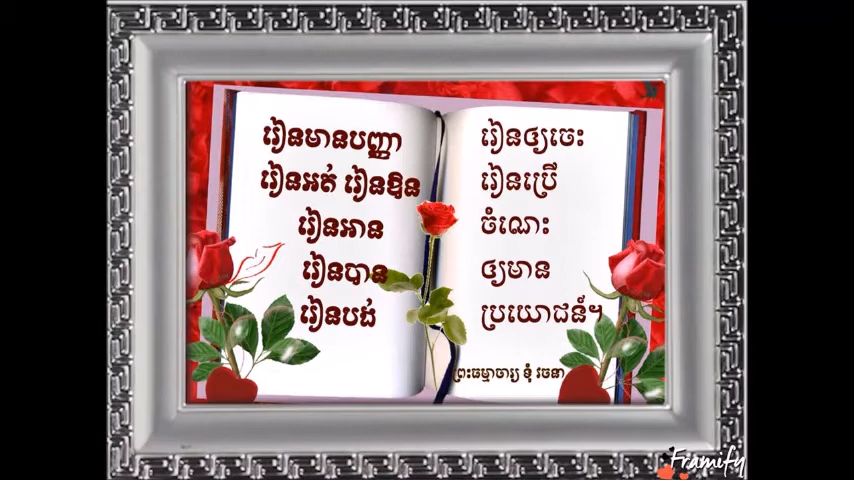 រៀនមានបញ្ញា
រៀនអត់ រៀនឱន
រៀនអាន
រៀនបាន
រៀនបង់
រៀនឲ្យចេះ
រៀនប្រើ
ចំណេះ
ឲ្យមាន
ប្រយោជន៍។
ព្រះធម្មាចារ្យ ខុំ វចនា
Framify